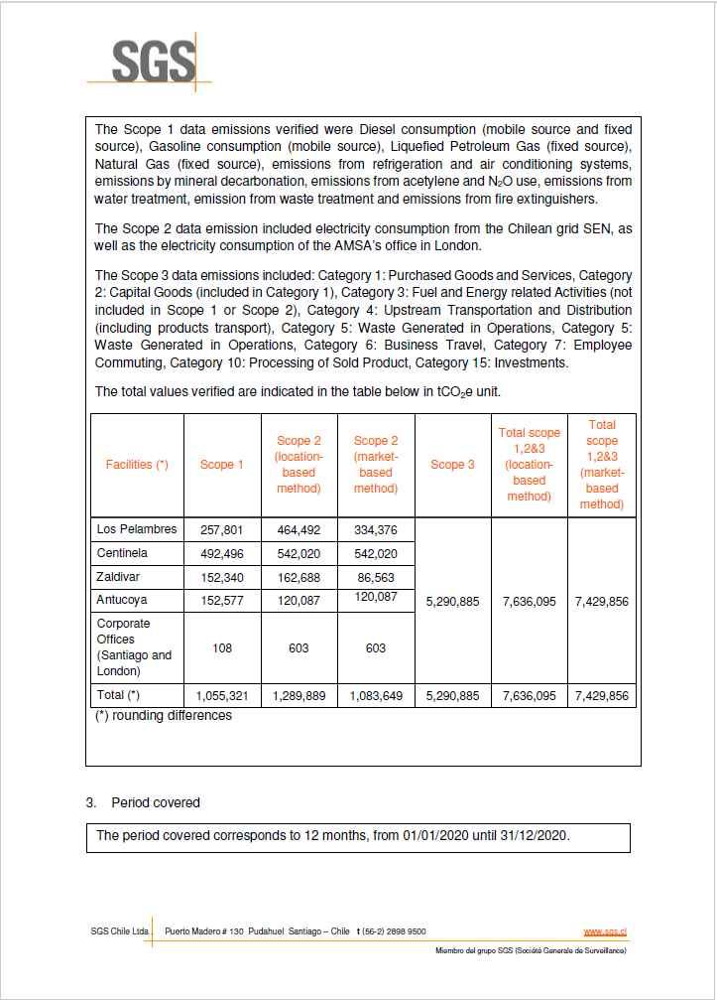 SGS
The Scope 1 data emissions verified were Diesel consumption (mobile source and fixed
source), Gasoline consumption (mobile source), Liquefied Petroleum Gas (fixed source),
Natural Gas (fixed source), emissions from refrigeration and air conditioning systems,
emissions by mineral decarbonation, emissions from acetylene and N₂O use, emissions from
water treatment, emission from waste treatment and emissions from fire extinguishers.
The Scope 2 data emission included electricity consumption from the Chilean grid SEN, as
well as the electricity consumption of the AMSA's office in London.
The Scope 3 data emissions included: Category 1: Purchased Goods and Services, Category
2: Capital Goods (included in Category 1), Category 3: Fuel and Energy related Activities (not
included in Scope 1 or Scope 2), Category 4: Upstream Transportation and Distribution
(including products transport), Category 5: Waste Generated in Operations, Category 5:
Waste Generated in Operations, Category 6: Business Travel, Category 7: Employee
Commuting, Category 10: Processing of Sold Product, Category 15: Investments.
The total values verified are indicated in the table below in tCO₂e unit.
Facilities (*)
Scope 1
Scope 2
(location-
based
method)
Scope 2
(market-
based
method)
Scope 3
Total scope
1,2&3
(location-
based
method)
Total
scope
1,2&3
(market-
based
method)
Los Pelambres 257,801 464,492 334,376
Centinela 492,496 542,020 542,020
Zaldivar 152,340 162,688 86,563
Antucoya 152,577 120,087 120,087
5,290,885 7,636,095 7,429,856
Corporate
Offices
(Santiago and
London)
108 603 603
Total (*) 1,055,321 1,289,889 1,083,649 5,290,885 7,636,095 7,429,856
(*) rounding differences
3. Period covered
The period covered corresponds to 12 months, from 01/01/2020 until 31/12/2020.
SGS Chile Ltda. Puerto Madero # 130 Pudahuel Santiago – Chile t (56-2) 2898 9500 www.sgs.cl
Miembro del grupo SGS (Société Generale de Surveillance)